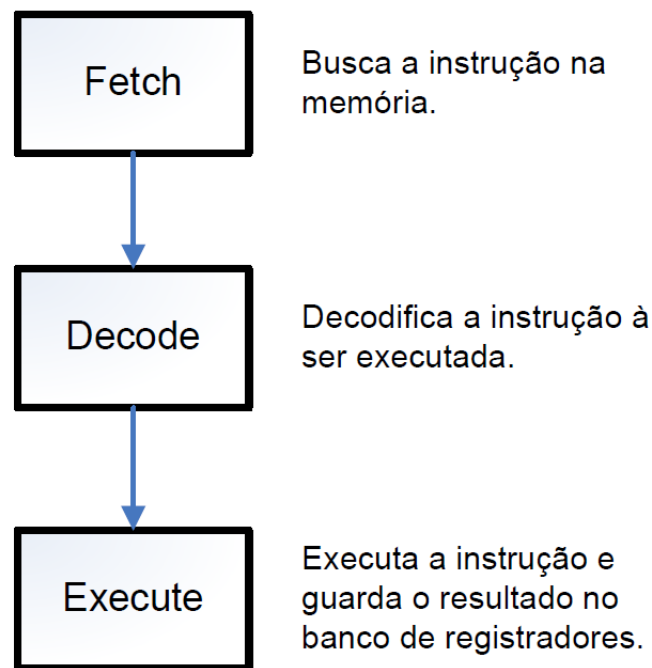 Fetch
Busca a instrução na
memória.
Decode
Decodifica a instrução à
ser executada.
Execute
Executa a instrução e
guarda o resultado no
banco de registradores.